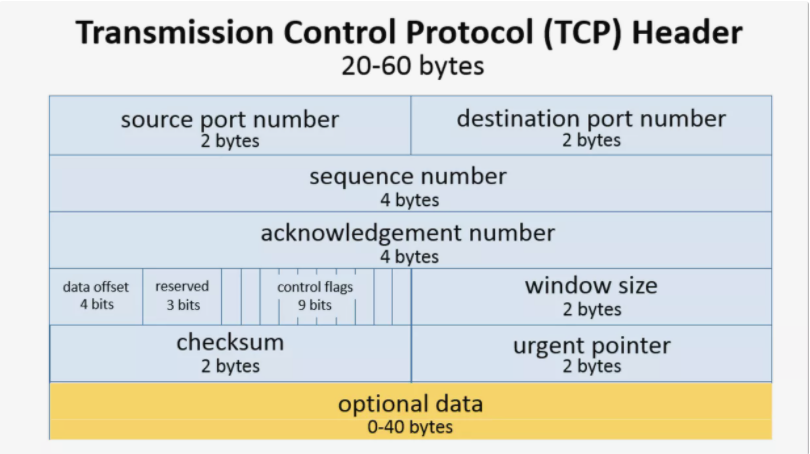 Transmission Control Protocol (TCP) Header
20-60 bytes
source port number
2 bytes
destination port number
2 bytes
sequence number
4 bytes
acknowledgement number
4 bytes
data offset
4 bits
reserved
3 bits
control flags
9 bits
window size
2 bytes
checksum
2 bytes
urgent pointer
2 bytes
optional data
0-40 bytes